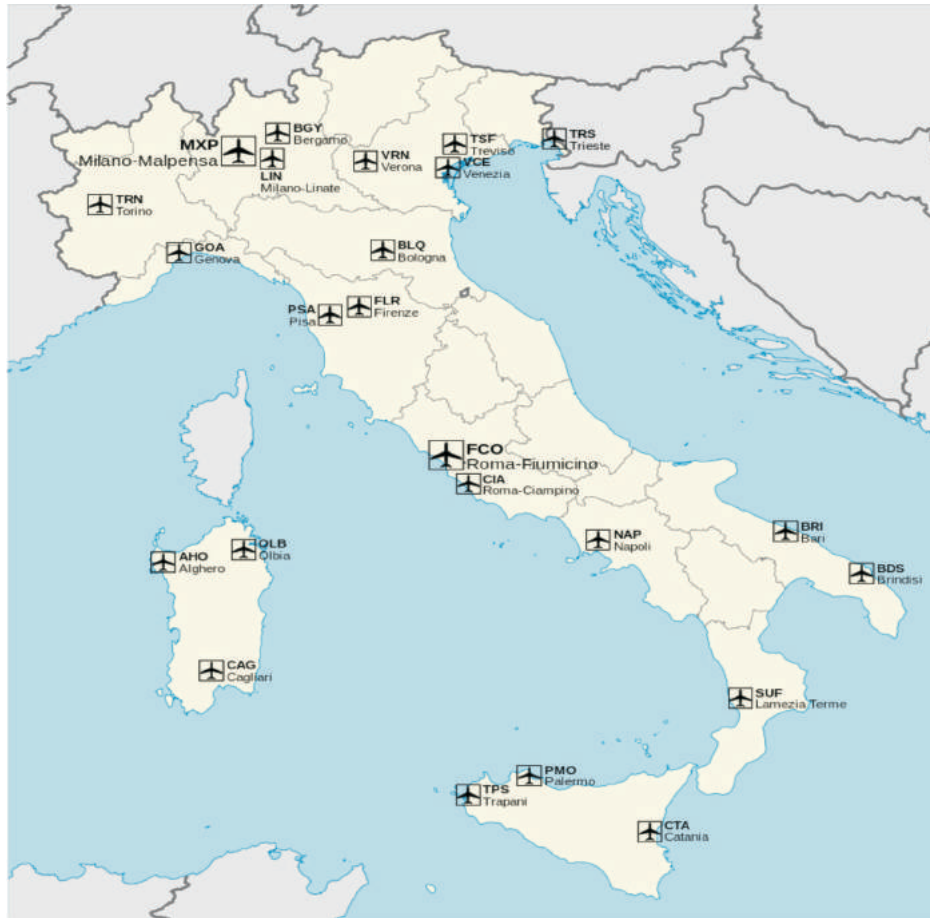 BGY
Bergamo
MXP
Milano-Malpensa
LIN
Milano-Linate
VRN
Verona
TSF
Treviso
VCE
Venezia
TRS
Trieste
TRN
Torino
GOA
Genova
BLQ
Bologna
PSA
Pisa
FLR
Firenze
FCO
Roma-Fiumicino
CIA
Roma-Ciampino
NAP
Napoli
BRI
Bari
BDS
Brindisi
OLB
Olbia
AHO
Alghero
CAG
Cagliari
SUF
Lamezia Terme
PMO
Palermo
TPS
Trapani
CTA
Catania